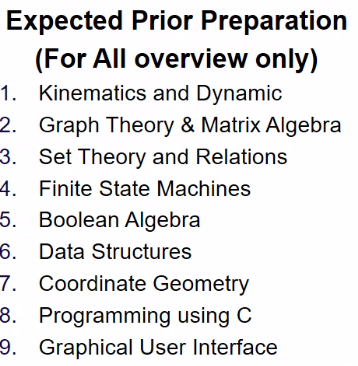 Expected Prior Preparation
(For All overview only)
1. Kinematics and Dynamic
2. Graph Theory & Matrix Algebra
3. Set Theory and Relations
4. Finite State Machines
5. Boolean Algebra
6. Data Structures
7. Coordinate Geometry
8. Programming using C
9. Graphical User Interface